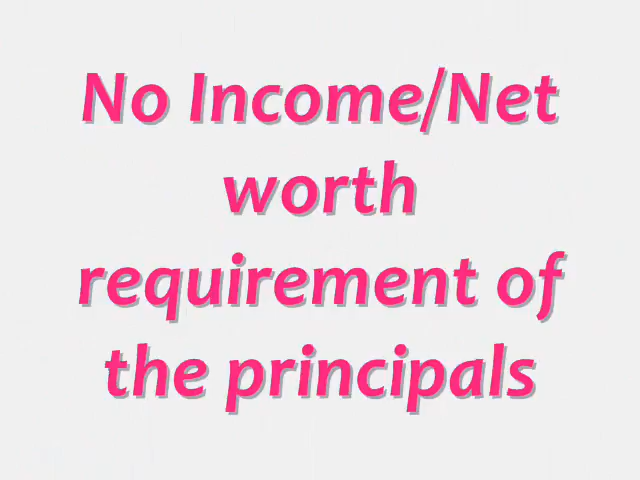 No Income/Net
worth
requirement of
the principals